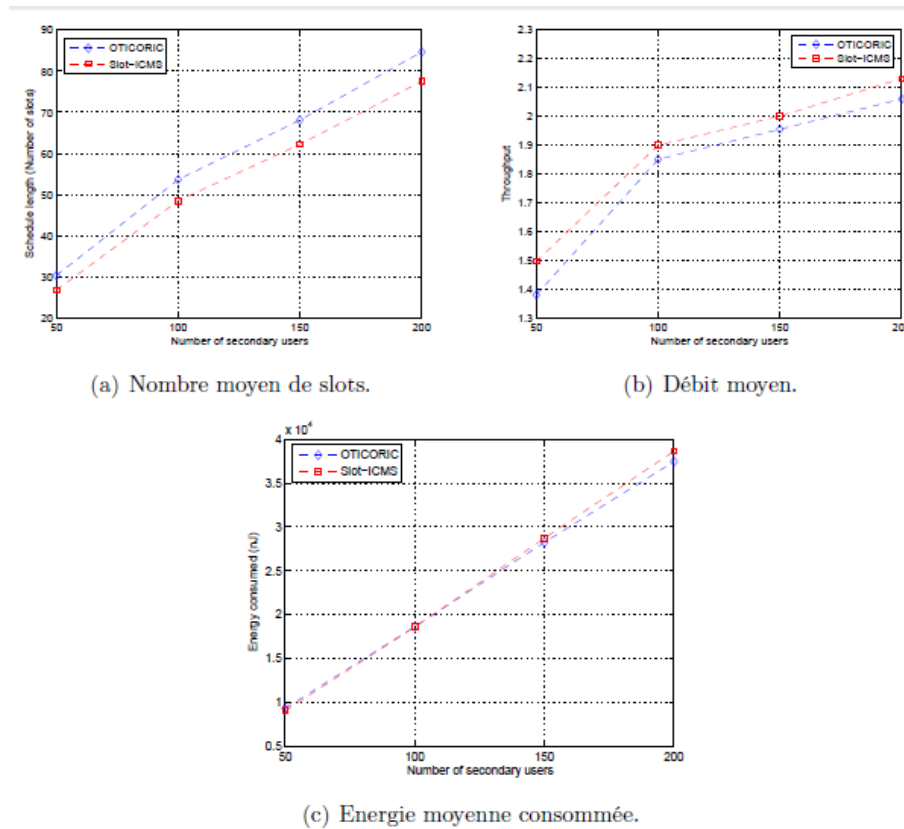 90
80
70
60
50
40
30
20
Schedule length (Number of slots)
OTICORIC
Slot-ICMS
50 100 150 200
Number of secondary users
(a) Nombre moyen de slots.
2.3
2.2
2.1
2
1.9
1.8
1.7
1.6
1.5
1.4
1.3
Throughput
OTICORIC
Slot-ICMS
50 100 150 200
Number of secondary users
(b) Débit moyen.
x 10⁴
4
3.5
3
2.5
2
1.5
1
0.5
Energy consumed (nJ)
OTICORIC
Slot-ICMS
50 100 150 200
Number of secondary users
(c) Energie moyenne consommée.